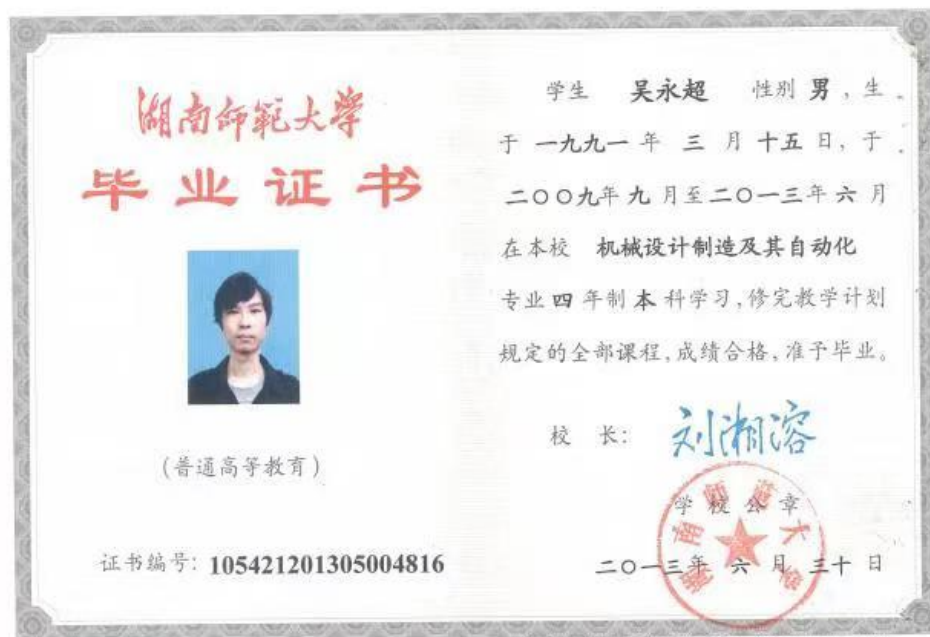 湖南师范大学
毕业证书
(普通高等教育)
证书编号：105421201305004816
学生 吴永超 性别 男，生
于 一九九一 年 三 月 十五 日，于
二〇〇九年 九 月至二〇一三年 六 月
在本校 机械设计制造及其自动化
专业 四 年制 本 科学习，修完教学计划
规定的全部课程，成绩合格，准予毕业。
校 长： 刘湘溶
学校公章
湖南师范大学
二〇一三年 六 月 三十 日